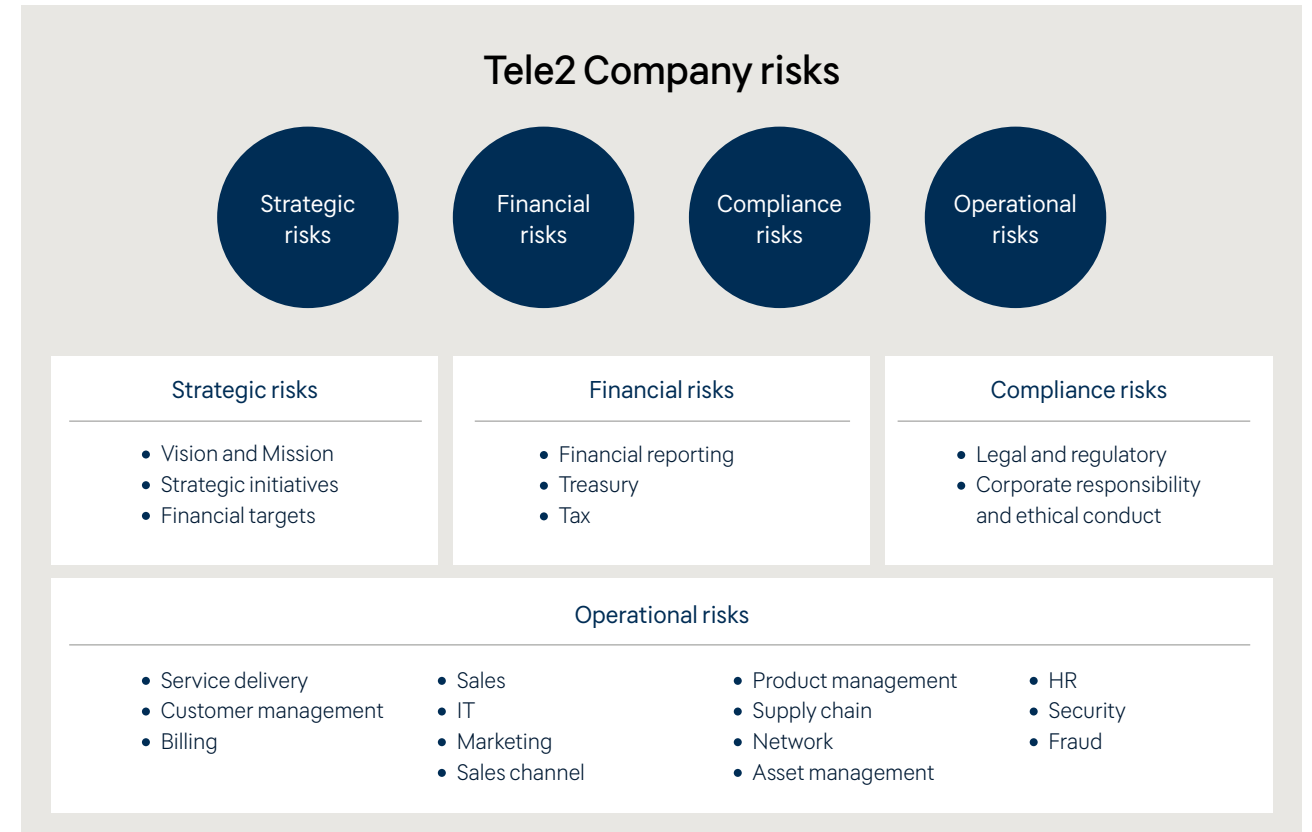 Tele2 Company risks
Strategic
risks
Financial
risks
Compliance
risks
Operational
risks
Strategic risks
• Vision and Mission
• Strategic initiatives
• Financial targets
Financial risks
• Financial reporting
• Treasury
• Tax
Compliance risks
• Legal and regulatory
• Corporate responsibility
and ethical conduct
Operational risks
• Service delivery
• Customer management
• Billing
• Sales
• IT
• Marketing
• Sales channel
• Product management
• Supply chain
• Network
• Asset management
• HR
• Security
• Fraud